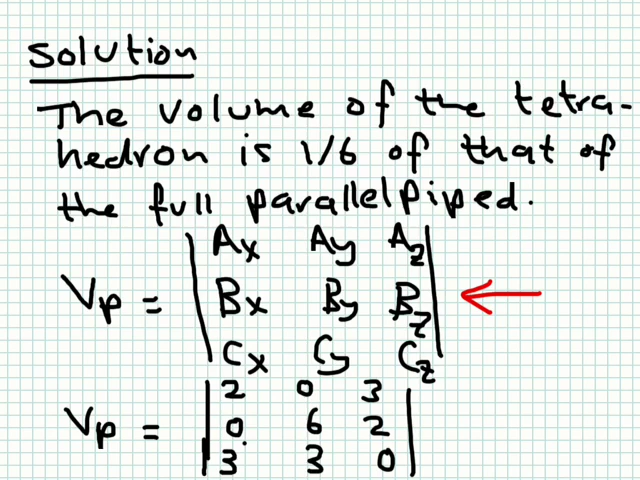 Solution
The volume of the tetra-
hedron is 1/6 of that of
the full parallelpiped.
Ax Ay Az
Vp = Bx By Bz
Cx Cy Cz
2 0 3
Vp = 0 6 2
3 3 0